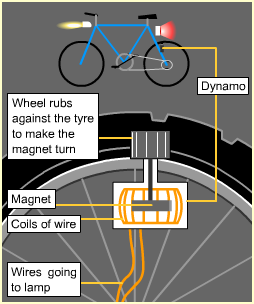 Dynamo
Wheel rubs
against the tyre
to make the
magnet turn
Magnet
Coils of wire
Wires going
to lamp